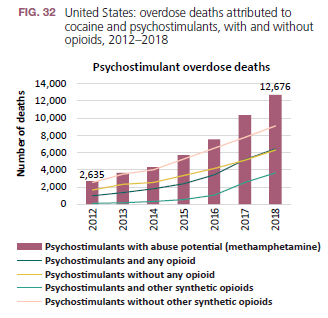 FIG. 32 United States: overdose deaths attributed to
cocaine and psychostimulants, with and without
opioids, 2012–2018
Psychostimulant overdose deaths
Number of deaths
14,000
12,000
10,000
8,000
6,000
4,000
2,000
0
2,635
12,676
2012
2013
2014
2015
2016
2017
2018
Psychostimulants with abuse potential (methamphetamine)
Psychostimulants and any opioid
Psychostimulants without any opioid
Psychostimulants and other synthetic opioids
Psychostimulants without other synthetic opioids